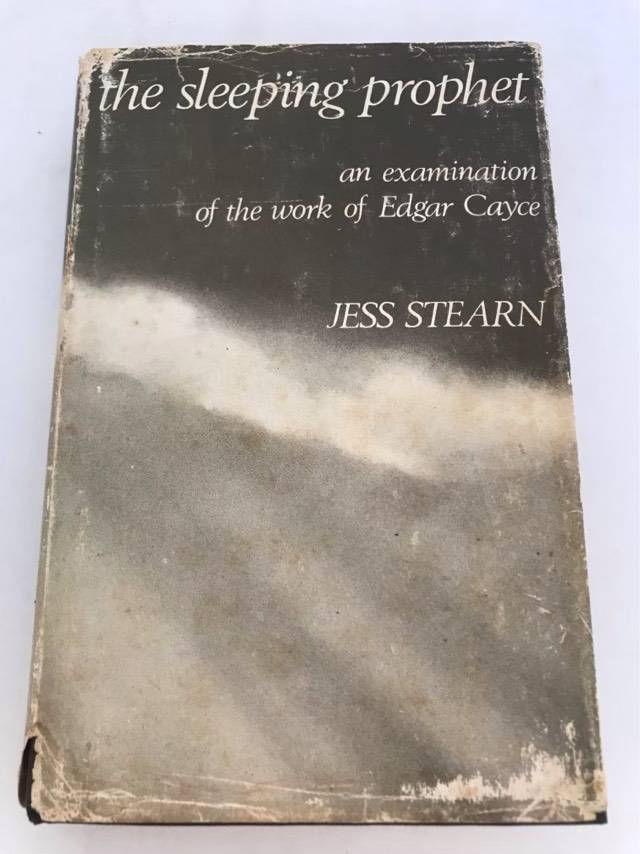 the sleeping prophet
an examination
of the work of Edgar Cayce
JESS STEARN